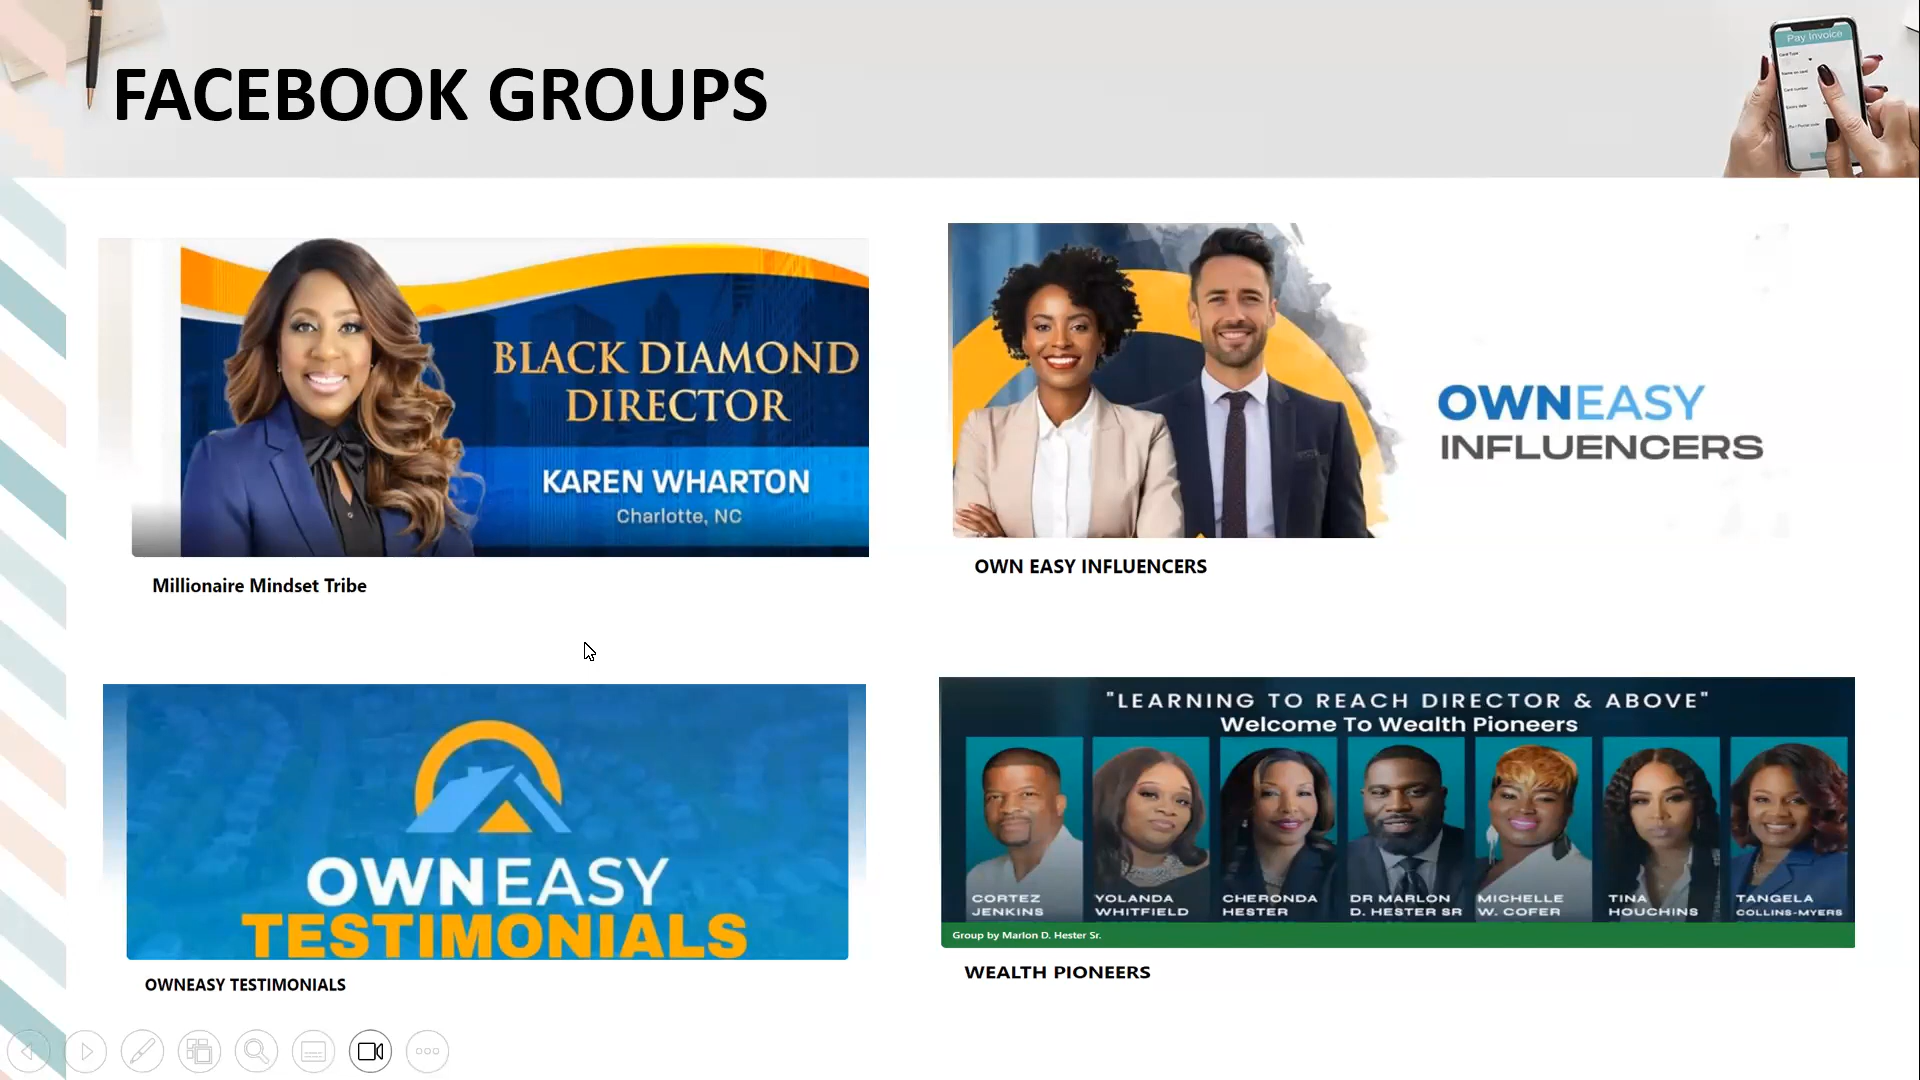 FACEBOOK GROUPS
Pay Invoice
BLACK DIAMOND
DIRECTOR
KAREN WHARTON
Charlotte, NC
Millionaire Mindset Tribe
OWNEASY
INFLUENCERS
OWN EASY INFLUENCERS
OWNEASY
TESTIMONIALS
OWNEASY TESTIMONIALS
"LEARNING TO REACH DIRECTOR & ABOVE"
Welcome To Wealth Pioneers
CORTEZ
JENKINS
YOLANDA
WHITFIELD
CHERONDA
HESTER
DR MARLON
D. HESTER SR
MICHELLE
W. COFER
TINA
HOUCHINS
TANGELA
COLLINS-MYERS
Group by Marlon D. Hester Sr.
WEALTH PIONEERS